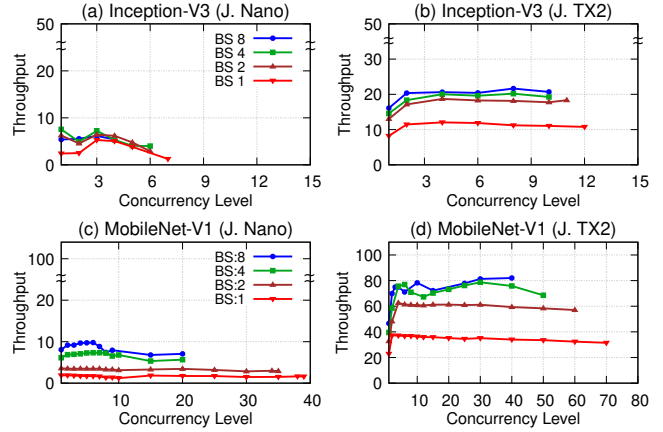 (a) Inception-V3 (J. Nano)
50
20
10
0
Throughput
BS 8
BS 4
BS 2
BS 1
3 6 9 12 15
Concurrency Level
(b) Inception-V3 (J. TX2)
50
30
20
10
0
Throughput
3 6 9 12 15
Concurrency Level
(c) MobileNet-V1 (J. Nano)
100
20
10
0
Throughput
BS:8
BS:4
BS:2
BS:1
10 20 30 40
Concurrency Level
(d) MobileNet-V1 (J. TX2)
100
80
60
40
20
0
Throughput
10 20 30 40 50 60 70 80
Concurrency Level